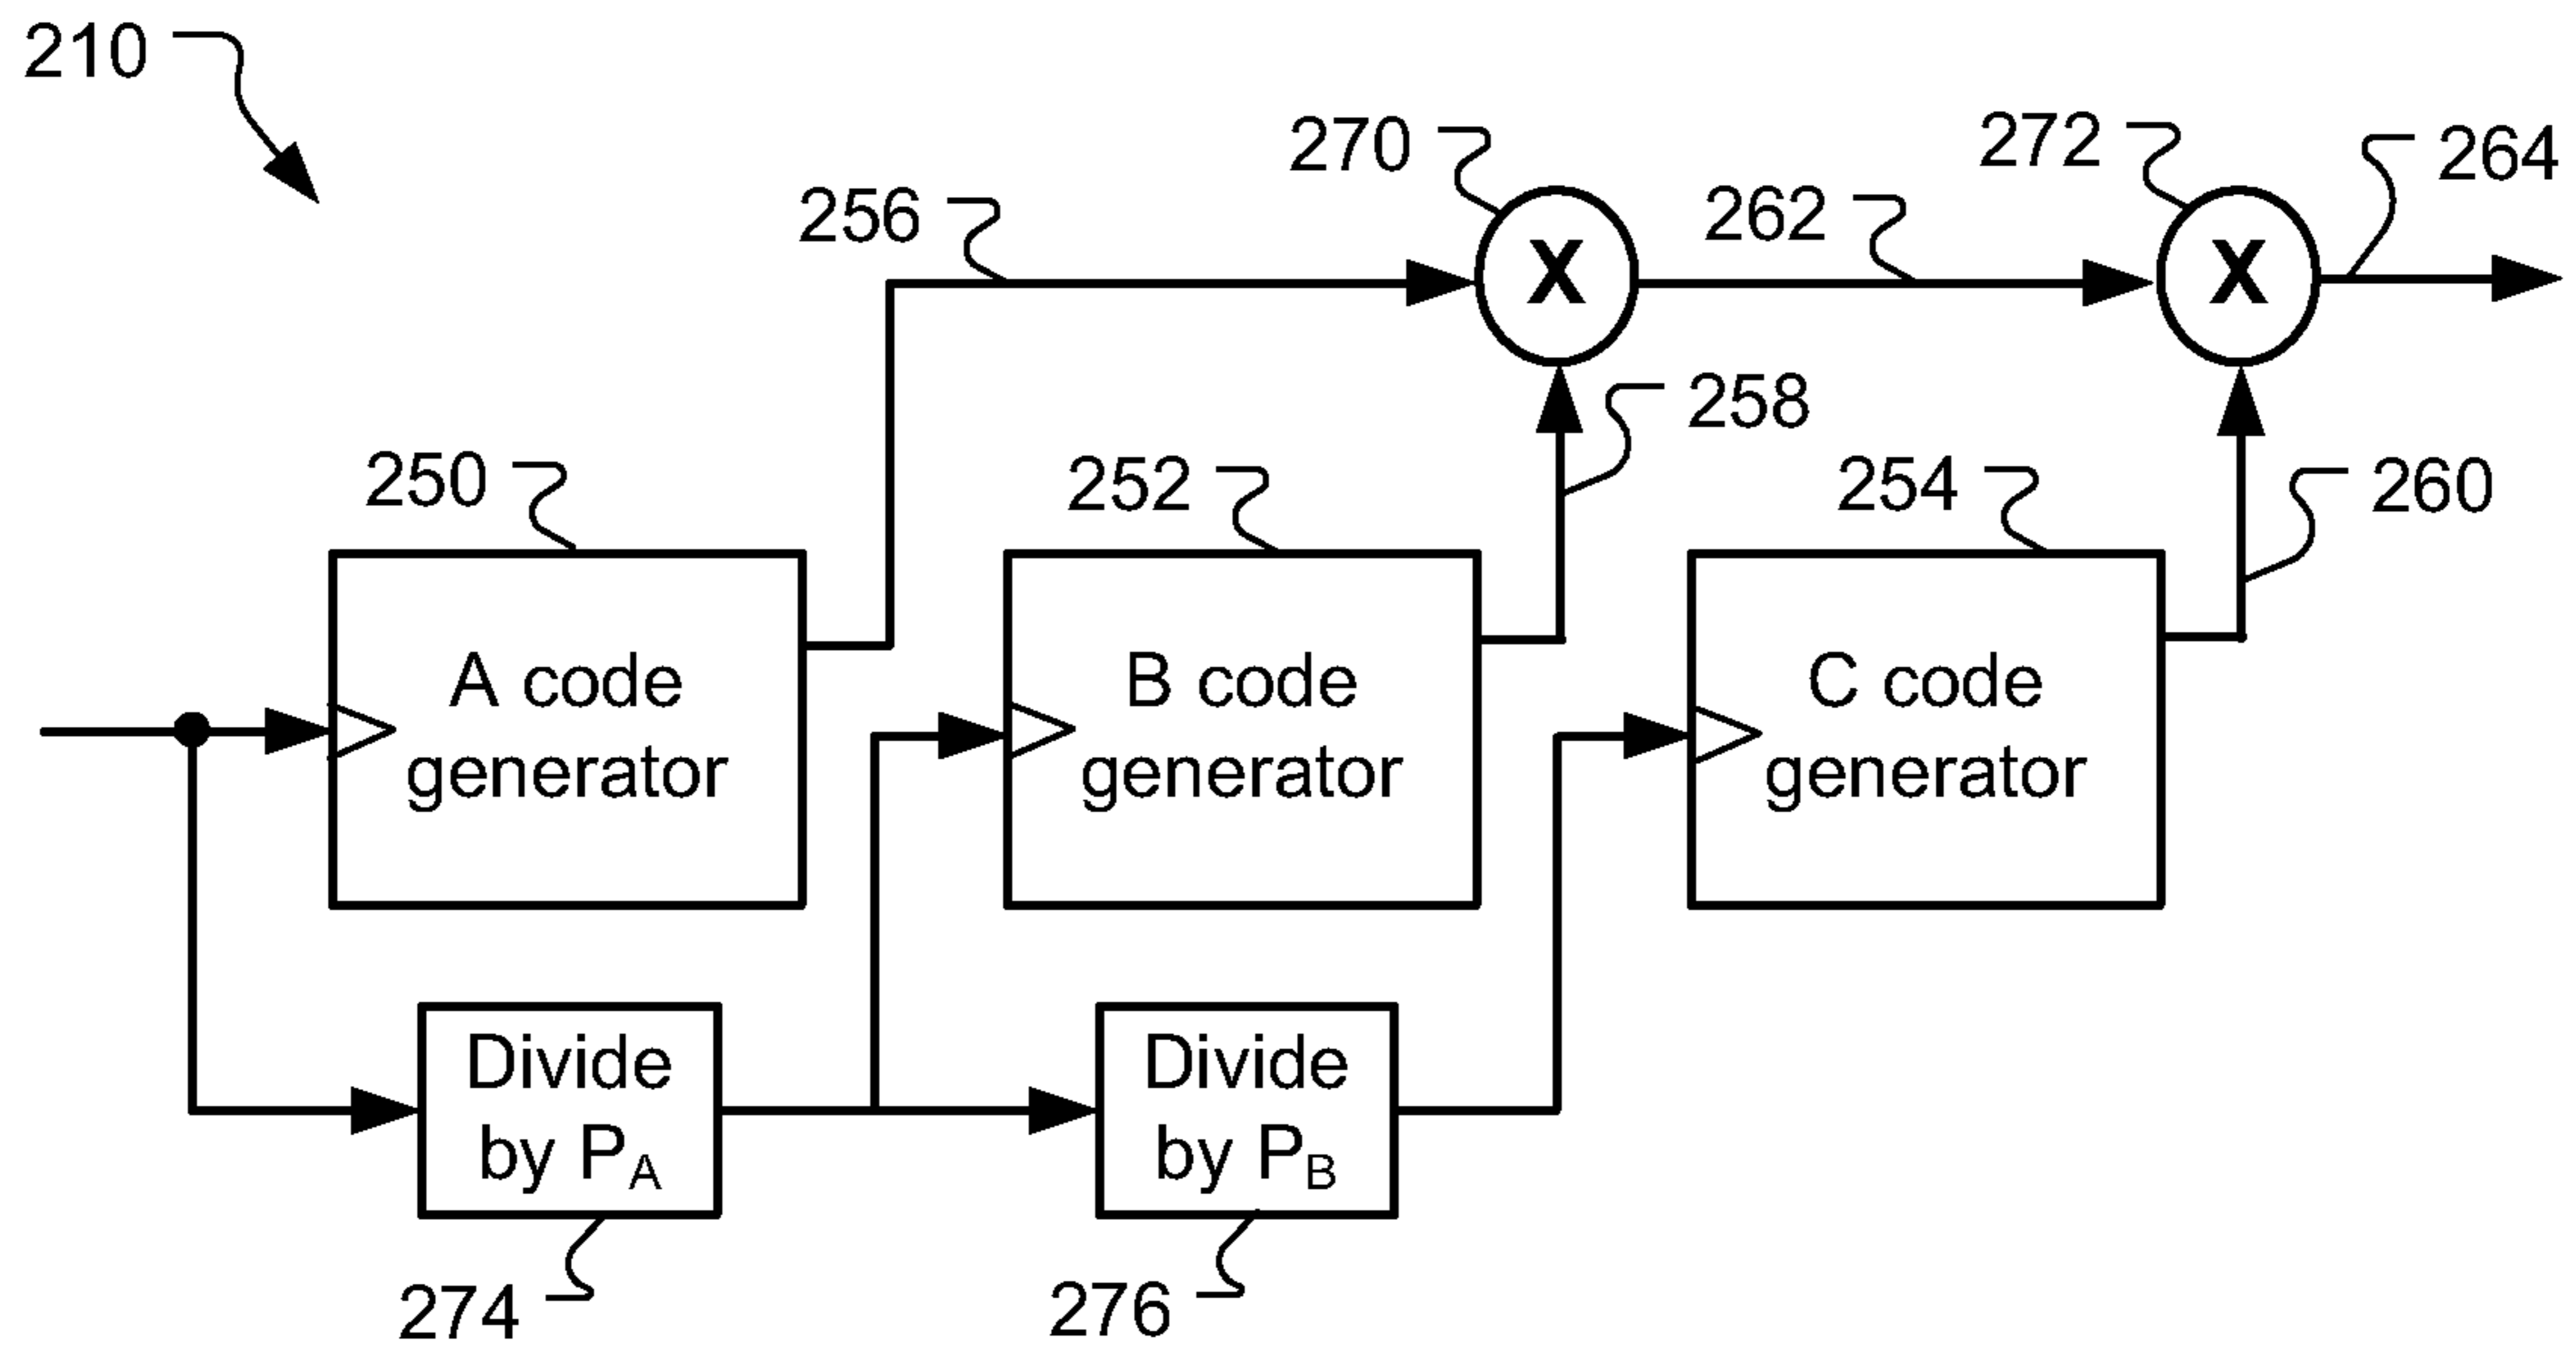 210
270
272
264
256
262
258
250
252
254
260
X
X
A code
generator
B code
generator
C code
generator
Divide
by PA
Divide
by PB
274
276